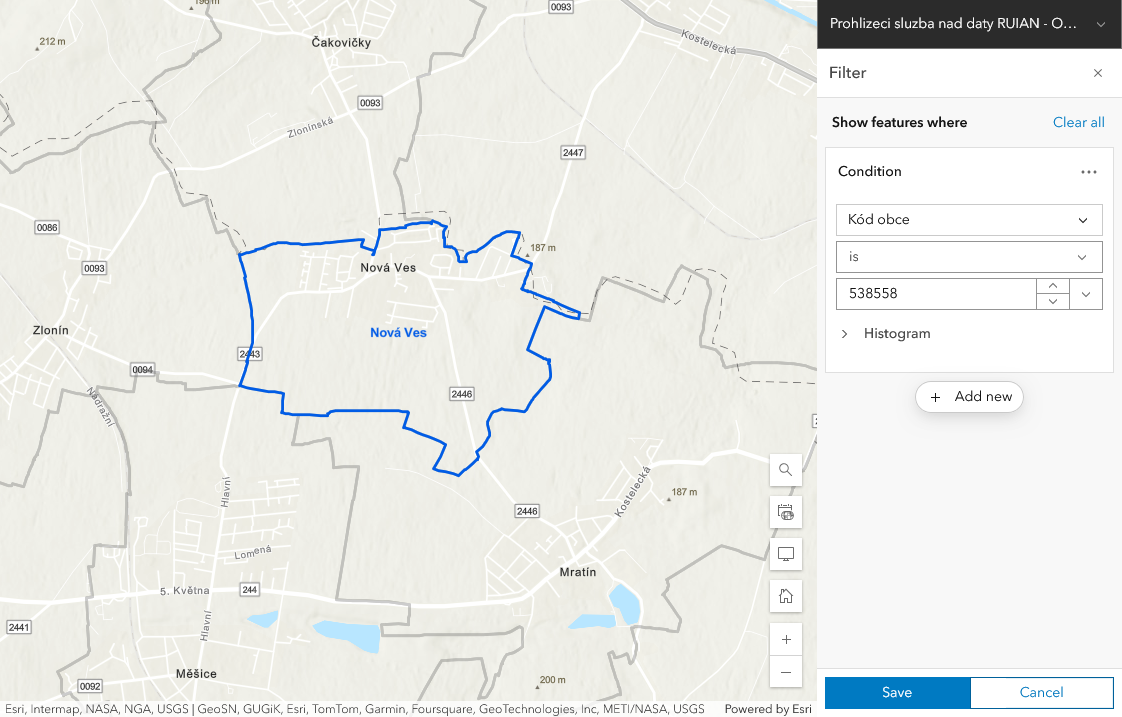 196 m
0093
Kostelecká
212 m
Čakovičky
0093
Zlonínská
2447
0086
0093
187 m
Nová Ves
Zlonín
Nová Ves
2443
0094
2446
Nádražní
Hlavní
Kostelecká
187 m
2446
Lomená
Mratín
5. Května
244
Hlavní
2441
Měšice
0092
200 m
Esri, Intermap, NASA, NGA, USGS | GeoSN, GUGiK, Esri, TomTom, Garmin, Foursquare, GeoTechnologies, Inc, METI/NASA, USGS
Powered by Esri
Prohlizeci sluzba nad daty RUIAN - O...
Filter
Show features where
Clear all
Condition
Kód obce
is
538558
Histogram
+ Add new
Save
Cancel